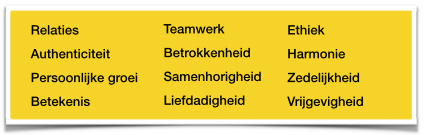 Relaties
Authenticiteit
Persoonlijke groei
Betekenis
Teamwerk
Betrokkenheid
Samenhorigheid
Liefdadigheid
Ethiek
Harmonie
Zedelijkheid
Vrijgevigheid